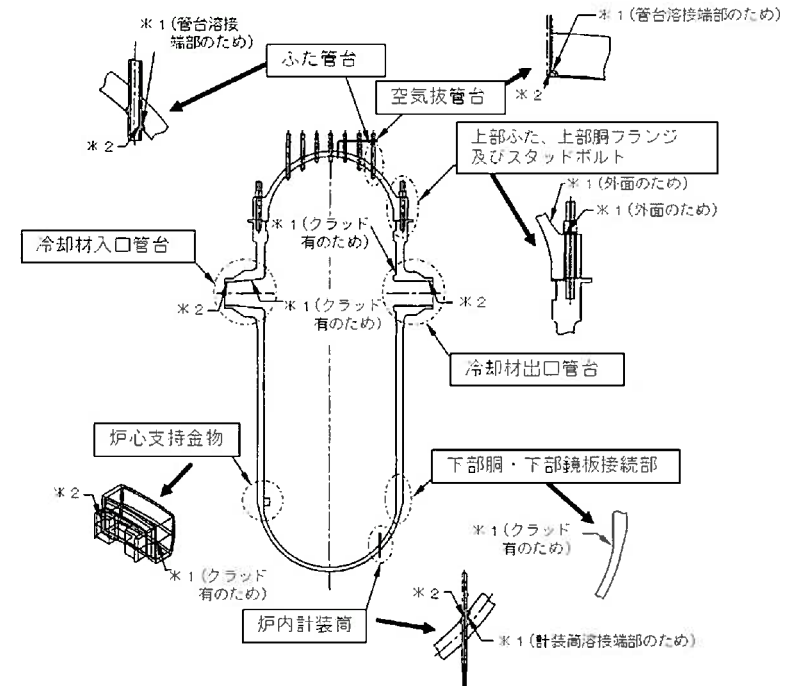 ＊1(管台溶接
端部のため)
＊2
ふた管台
空気抜管台
＊1(管台溶接端部のため)
＊2
上部ふた、上部胴フランジ
及びスタッドボルト
＊1(外面のため)
＊1(外面のため)
＊1(クラッド
有のため)
冷却材入口管台
＊2
＊1(クラッド
有のため)
＊2
冷却材出口管台
炉心支持金物
＊2
＊1(クラッド
有のため)
下部胴・下部鏡板接続部
＊1(クラッド
有のため)
炉内計装筒
＊2
＊1(計装筒溶接端部のため)